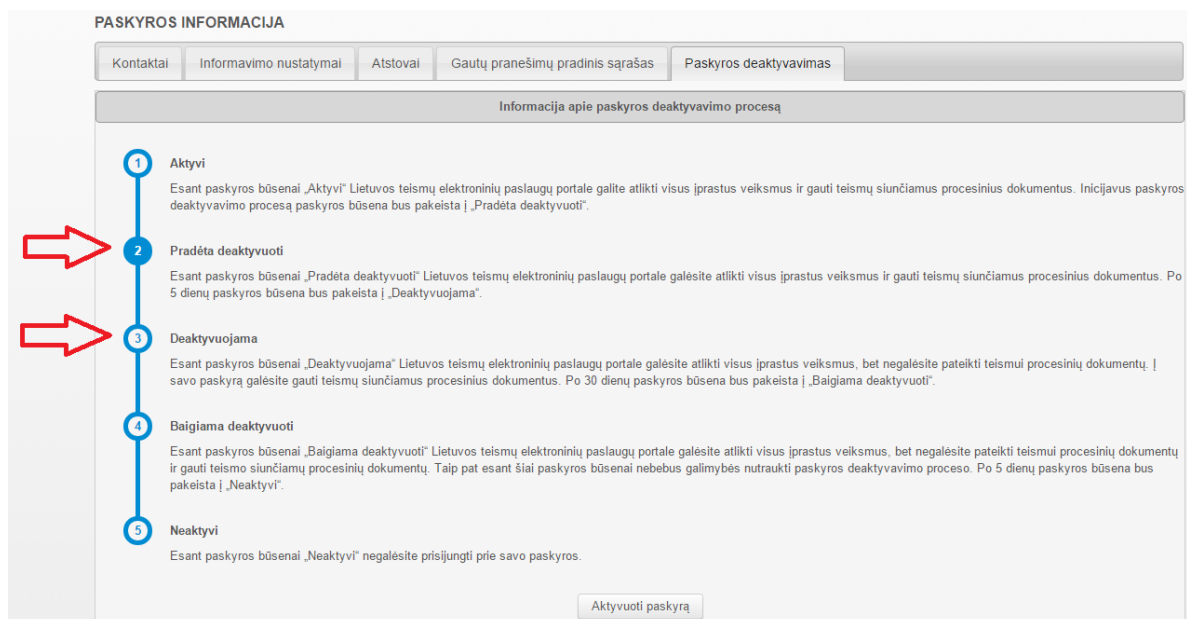 PASKYROS INFORMACIJA
Kontaktai Informavimo nustatymai Atstovai Gautų pranešimų pradinis sąrašas Paskyros deaktyvavimas
Informacija apie paskyros deaktyvavimo procesą
1 Aktyvi
Esant paskyros būsenai „Aktyvi“ Lietuvos teismų elektroninių paslaugų portale galite atlikti visus įprastus veiksmus ir gauti teismų siunčiamus procesinius dokumentus. Inicijavus paskyros
deaktyvavimo procesą paskyros būsena bus pakeista į „Pradėta deaktyvuoti“.
2 Pradėta deaktyvuoti
Esant paskyros būsenai „Pradėta deaktyvuoti“ Lietuvos teismų elektroninių paslaugų portale galėsite atlikti visus įprastus veiksmus ir gauti teismų siunčiamus procesinius dokumentus. Po
5 dienų paskyros būsena bus pakeista į „Deaktyvuojama“.
3 Deaktyvuojama
Esant paskyros būsenai „Deaktyvuojama“ Lietuvos teismų elektroninių paslaugų portale galėsite atlikti visus įprastus veiksmus, bet negalėsite pateikti teismui procesinių dokumentų. Į
savo paskyrą galėsite gauti teismų siunčiamus procesinius dokumentus. Po 30 dienų paskyros būsena bus pakeista į „Baigiama deaktyvuoti“.
4 Baigiama deaktyvuoti
Esant paskyros būsenai „Baigiama deaktyvuoti“ Lietuvos teismų elektroninių paslaugų portale galėsite atlikti visus įprastus veiksmus, bet negalėsite pateikti teismui procesinių dokumentų
ir gauti teismo siunčiamų procesinių dokumentų. Taip pat esant šiai paskyros būsenai nebebus galimybės nutraukti paskyros deaktyvavimo proceso. Po 5 dienų paskyros būsena bus
pakeista į „Neaktyvi“.
5 Neaktyvi
Esant paskyros būsenai „Neaktyvi“ negalėsite prisijungti prie savo paskyros.
Aktyvuoti paskyrą